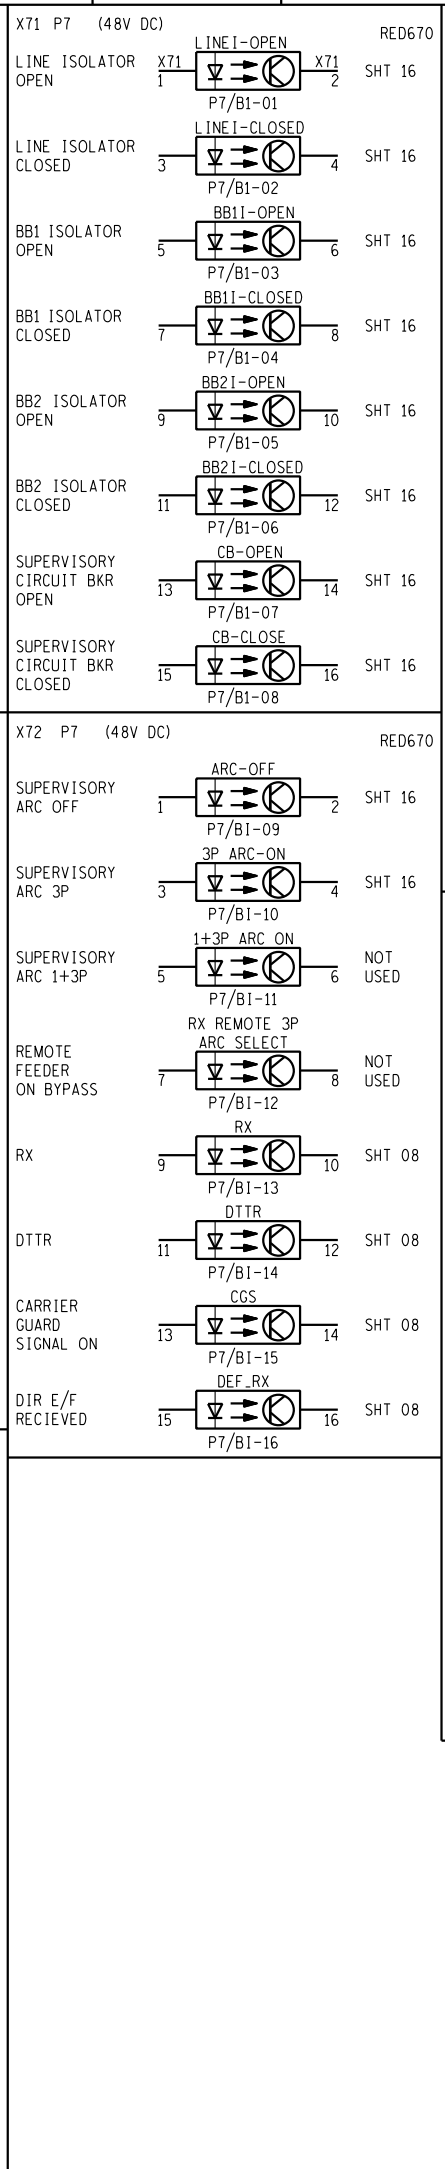 X71 P7 (48V DC)
RED670
LINE ISOLATOR
OPEN
X71
1
LINEI-OPEN
P7/B1-01
X71
2
SHT 16
LINE ISOLATOR
CLOSED
3
LINEI-CLOSED
P7/B1-02
4
SHT 16
BB1 ISOLATOR
OPEN
5
BB1I-OPEN
P7/B1-03
6
SHT 16
BB1 ISOLATOR
CLOSED
7
BB1I-CLOSED
P7/B1-04
8
SHT 16
BB2 ISOLATOR
OPEN
9
BB2I-OPEN
P7/B1-05
10
SHT 16
BB2 ISOLATOR
CLOSED
11
BB2I-CLOSED
P7/B1-06
12
SHT 16
SUPERVISORY
CIRCUIT BKR
OPEN
13
CB-OPEN
P7/B1-07
14
SHT 16
SUPERVISORY
CIRCUIT BKR
CLOSED
15
CB-CLOSE
P7/B1-08
16
SHT 16
X72 P7 (48V DC)
RED670
SUPERVISORY
ARC OFF
1
ARC-OFF
P7/BI-09
2
SHT 16
SUPERVISORY
ARC 3P
3
3P ARC-ON
P7/BI-10
4
SHT 16
SUPERVISORY
ARC 1+3P
5
1+3P ARC ON
P7/BI-11
6
NOT
USED
REMOTE
FEEDER
ON BYPASS
7
RX REMOTE 3P
ARC SELECT
P7/BI-12
8
NOT
USED
RX
9
RX
P7/BI-13
10
SHT 08
DTTR
11
DTTR
P7/BI-14
12
SHT 08
CARRIER
GUARD
SIGNAL ON
13
CGS
P7/BI-15
14
SHT 08
DIR E/F
RECIEVED
15
DEF_RX
P7/BI-16
16
SHT 08